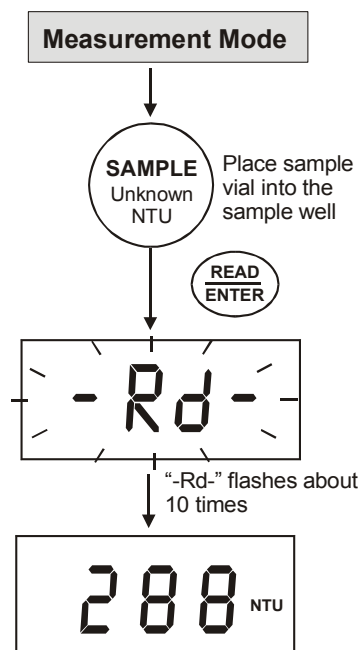 Measurement Mode
SAMPLE
Unknown
NTU
Place sample
vial into the
sample well
READ
ENTER
-Rd-
"-Rd-" flashes about
10 times
288 NTU